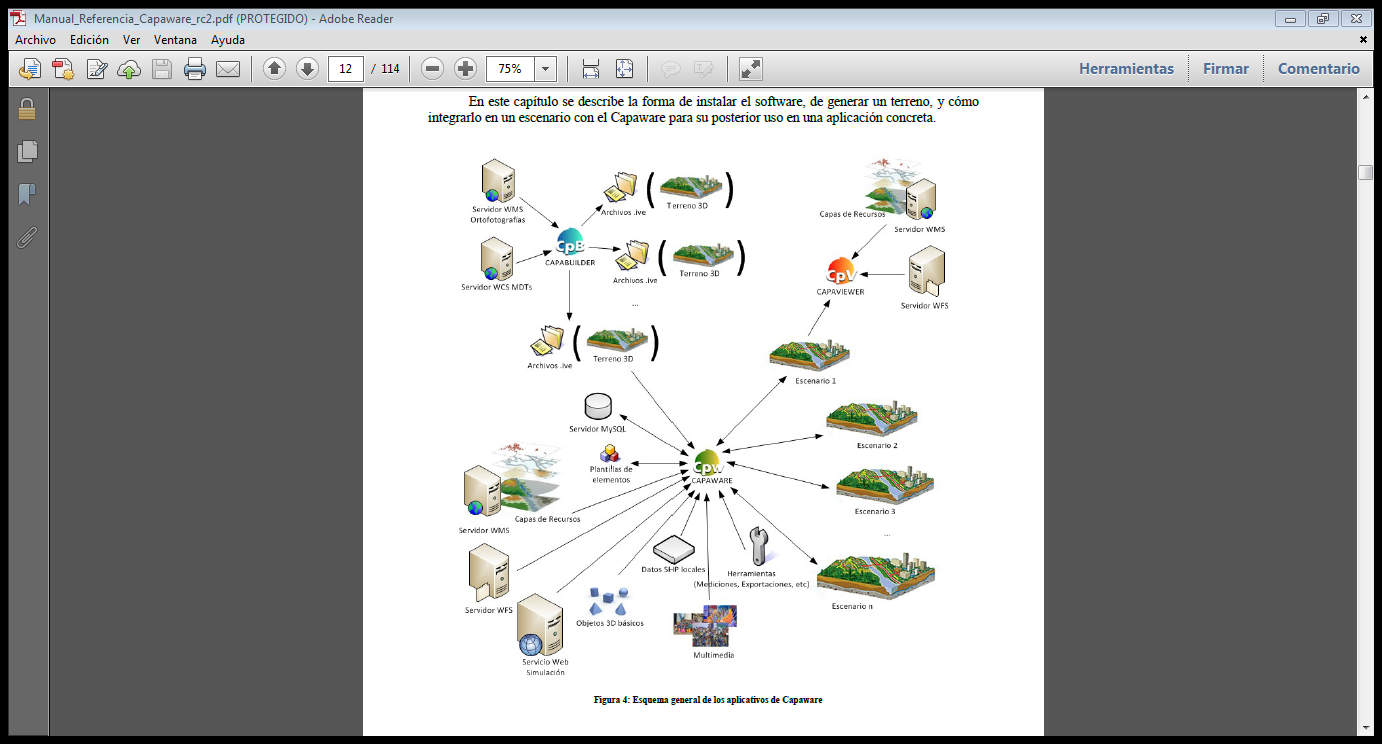 Manual_Referencia_Capaware_rc2.pdf (PROTEGIDO) - Adobe Reader
Archivo Edición Ver Ventana Ayuda
12 / 114 75% Herramientas Firmar Comentario
En este capítulo se describe la forma de instalar el software, de generar un terreno, y cómo
integrarlo en un escenario con el Capaware para su posterior uso en una aplicación concreta.
Servidor WMS
Ortofotografías
Archivos .ive
( Terreno 3D )
Capas de Recursos
Servidor WMS
CpB
CAPABUILDER
Servidor WCS MDTs
Archivos .ive
( Terreno 3D )
...
CpV
CAPAVIEWER
Servidor WFS
Archivos .ive
( Terreno 3D )
Escenario 1
Servidor MySQL
Escenario 2
Plantillas de
elementos
Cpw
CAPAWARE
Escenario 3
...
Servidor WMS
Capas de Recursos
Datos SHP locales
Herramientas
(Mediciones, Exportaciones, etc)
Escenario n
Servidor WFS
Objetos 3D básicos
Multimedia
Servicio Web
Simulación
Figura 4: Esquema general de los aplicativos de Capaware